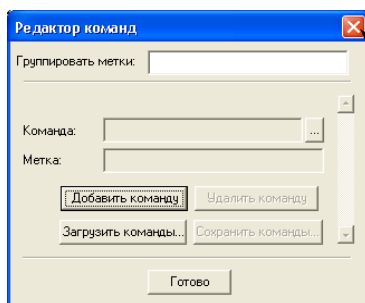 Редактор команд
Группировать метки:
Команда:
...
Метка:
Добавить команду
Удалить команду
Загрузить команды...
Сохранить команды...
Готово